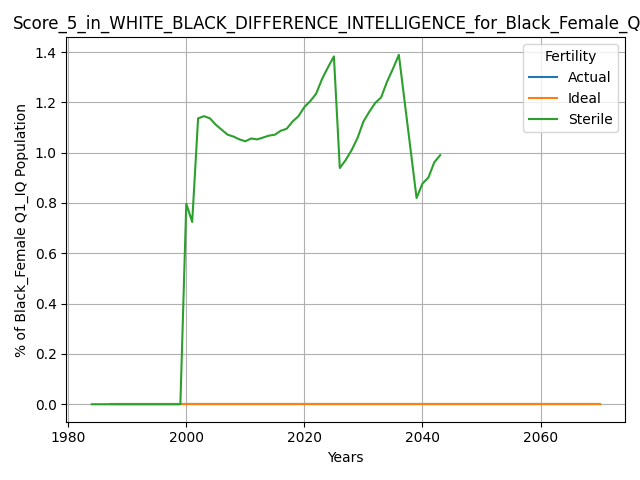 Score_5_in_WHITE_BLACK_DIFFERENCE_INTELLIGENCE_for_Black_Female_Q
% of Black_Female Q1_IQ Population
1.4
1.2
1.0
0.8
0.6
0.4
0.2
0.0
Fertility
Actual
Ideal
Sterile
1980 2000 2020 2040 2060
Years